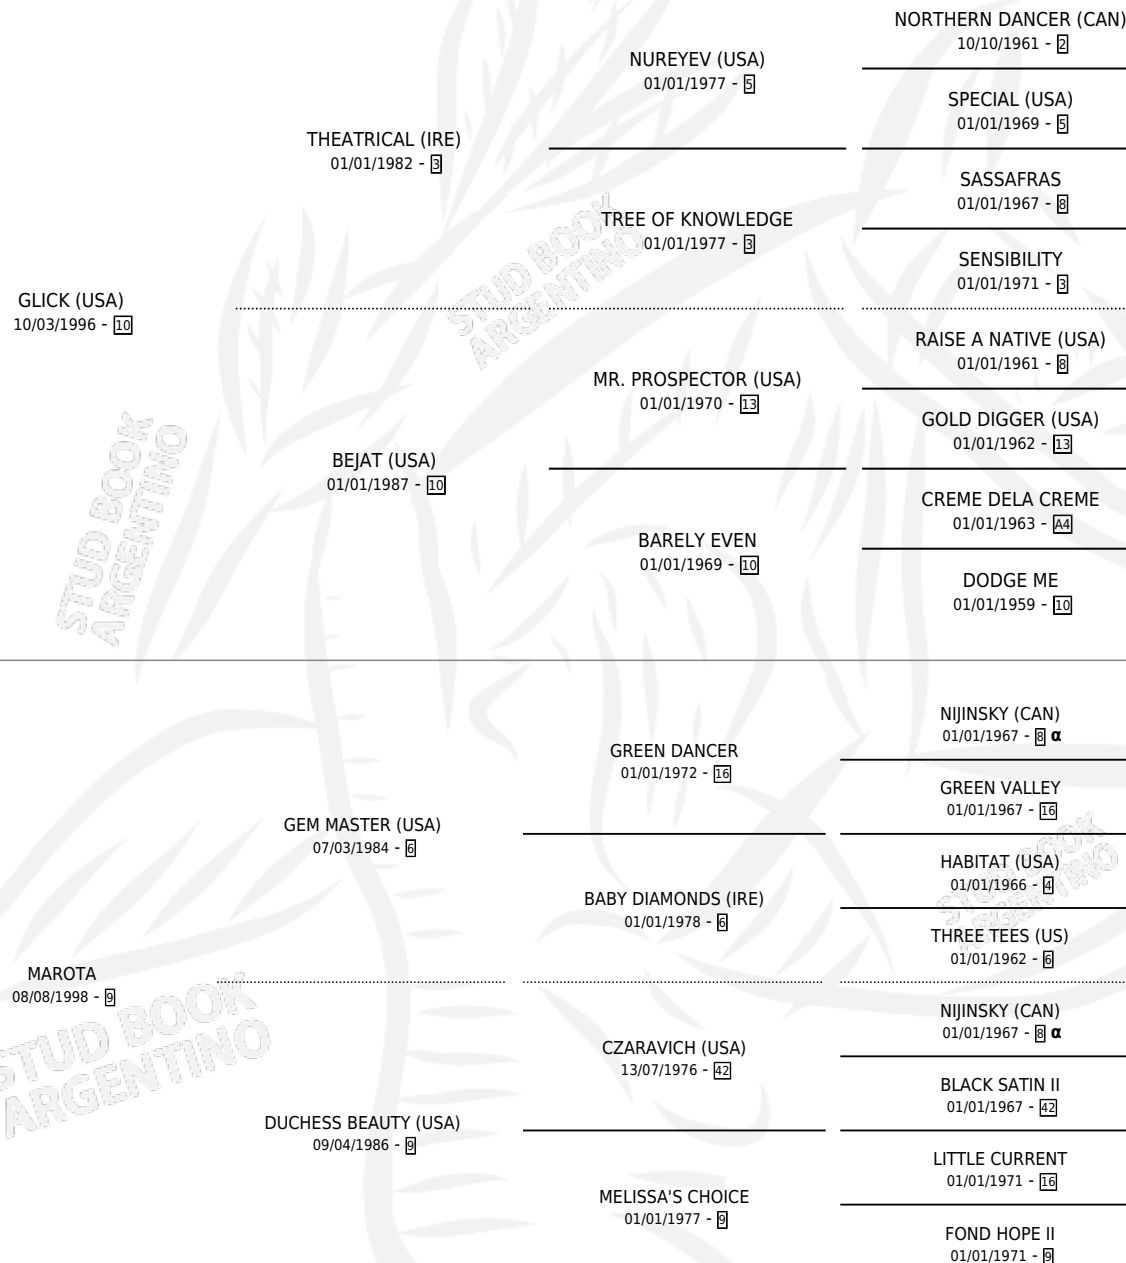 NORTHERN DANCER (CAN)
10/10/1961 - 2
NUREYEV (USA)
01/01/1977 - 5
SPECIAL (USA)
01/01/1969 - 5
THEATRICAL (IRE)
01/01/1982 - 3
SASSAFRAS
01/01/1967 - 8
TREE OF KNOWLEDGE
01/01/1977 - 3
SENSIBILITY
01/01/1971 - 3
GLICK (USA)
10/03/1996 - 10
RAISE A NATIVE (USA)
01/01/1961 - 8
MR. PROSPECTOR (USA)
01/01/1970 - 13
GOLD DIGGER (USA)
01/01/1962 - 13
BEJAT (USA)
01/01/1987 - 10
CREME DELA CREME
01/01/1963 - A4
BARELY EVEN
01/01/1969 - 10
DODGE ME
01/01/1959 - 10
NIJINSKY (CAN)
01/01/1967 - 8 α
GREEN DANCER
01/01/1972 - 16
GREEN VALLEY
01/01/1967 - 16
GEM MASTER (USA)
07/03/1984 - 6
HABITAT (USA)
01/01/1966 - 4
BABY DIAMONDS (IRE)
01/01/1978 - 6
THREE TEES (US)
01/01/1962 - 6
MAROTA
08/08/1998 - 9
NIJINSKY (CAN)
01/01/1967 - 8 α
CZARAVICH (USA)
13/07/1976 - 42
BLACK SATIN II
01/01/1967 - 42
DUCHESS BEAUTY (USA)
09/04/1986 - 9
LITTLE CURRENT
01/01/1971 - 16
MELISSA'S CHOICE
01/01/1977 - 9
FOND HOPE II
01/01/1971 - 9
STUD BOOK
ARGENTINO
STUD BOOK
ARGENTINO
STUD BOOK
ARGENTINO
STUD BOOK
ARGENTINO